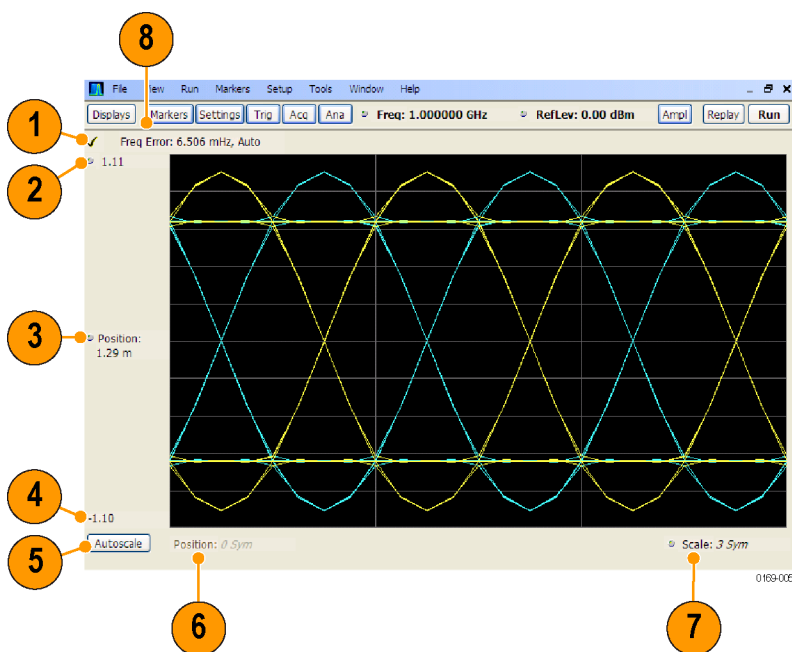 8
File View Run Markers Setup Tools Window Help
Displays Markers Settings Trig Acq Ana Freq: 1.000000 GHz RefLev: 0.00 dBm Ampl Replay Run
1
Freq Error: 6.506 mHz, Auto
1.11
2
3
Position:
1.29 m
4
-1.10
5
Autoscale Position: 0 Sym Scale: 3 Sym
0169-005
6
7